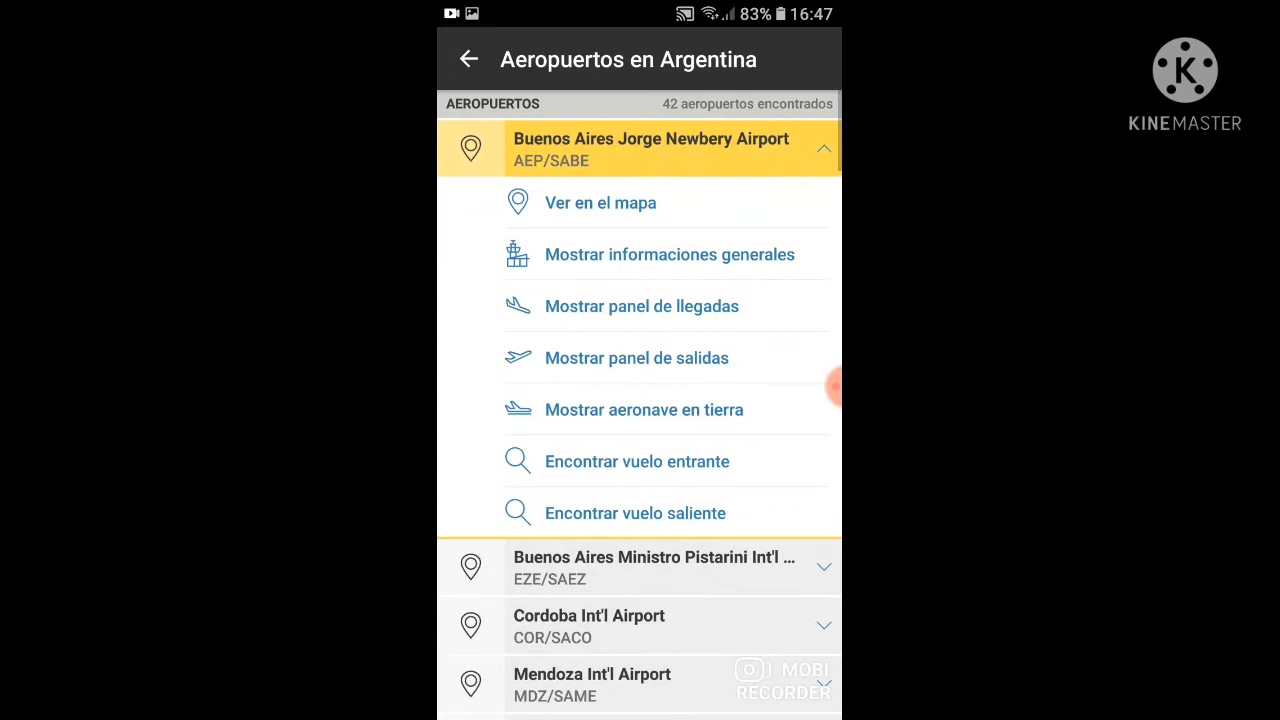 83% 16:47
Aeropuertos en Argentina
AEROPUERTOS 42 aeropuertos encontrados
Buenos Aires Jorge Newbery Airport
AEP/SABE
Ver en el mapa
Mostrar informaciones generales
Mostrar panel de llegadas
Mostrar panel de salidas
Mostrar aeronave en tierra
Encontrar vuelo entrante
Encontrar vuelo saliente
Buenos Aires Ministro Pistarini Int'l ...
EZE/SAEZ
Cordoba Int'l Airport
COR/SACO
Mendoza Int'l Airport
MDZ/SAME
MOBI
RECORDER
K
KINEMASTER